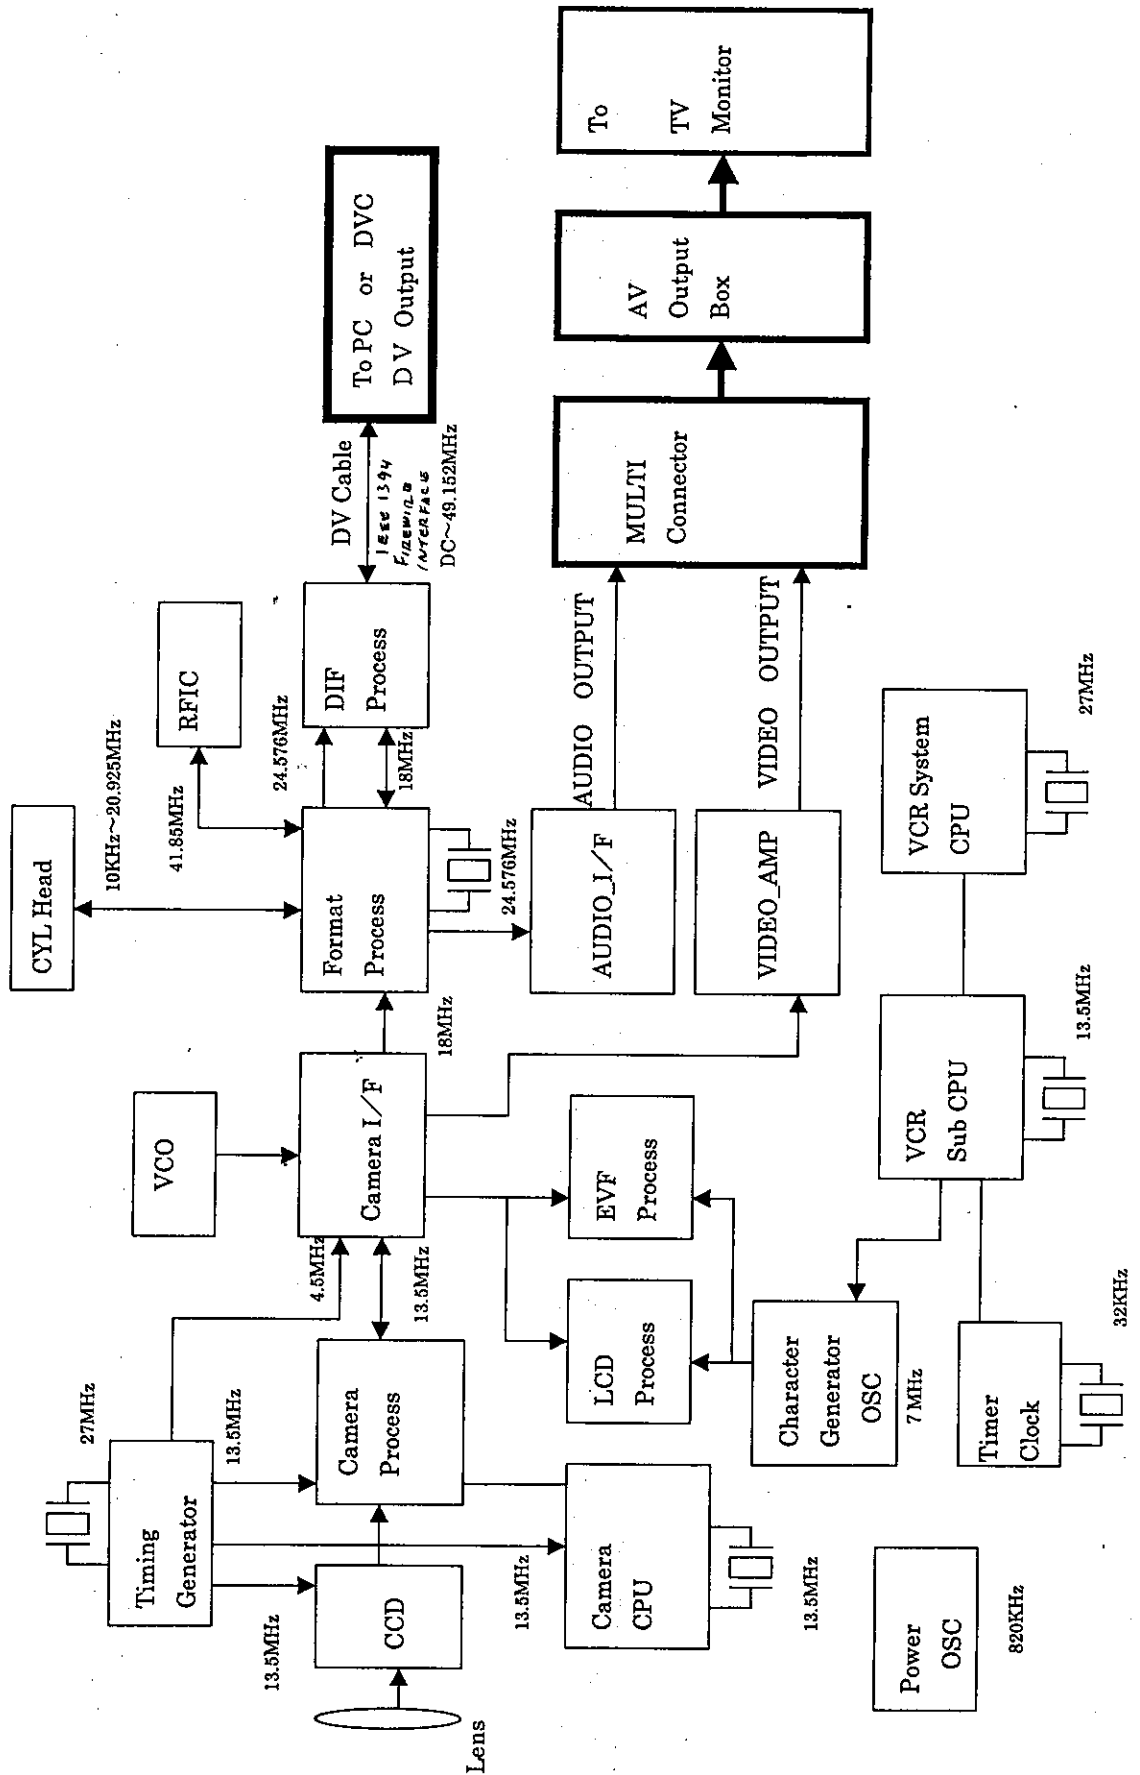 CYL Head
10KHz～20.925MHz
RFIC
41.85MHz
24.576MHz
DIF
Process
18MHz
DV Cable
IEEE 1394
FIREWIRE
INTERFACE
DC～49.152MHz
To PC or DVC
DV Output
VCO
Format
Process
24.576MHz
18MHz
Camera I/F
4.5MHz
13.5MHz
27MHz
Timing
Generator
13.5MHz
13.5MHz
Camera
Process
CCD
Lens
13.5MHz
Camera
CPU
13.5MHz
LCD
Process
EVF
Process
AUDIO_I/F
AUDIO OUTPUT
VIDEO_AMP
VIDEO OUTPUT
MULTI
Connector
AV
Output
Box
To
TV
Monitor
Character
Generator
OSC
7MHz
VCR
Sub CPU
13.5MHz
VCR System
CPU
27MHz
Timer
Clock
32KHz
Power
OSC
820KHz